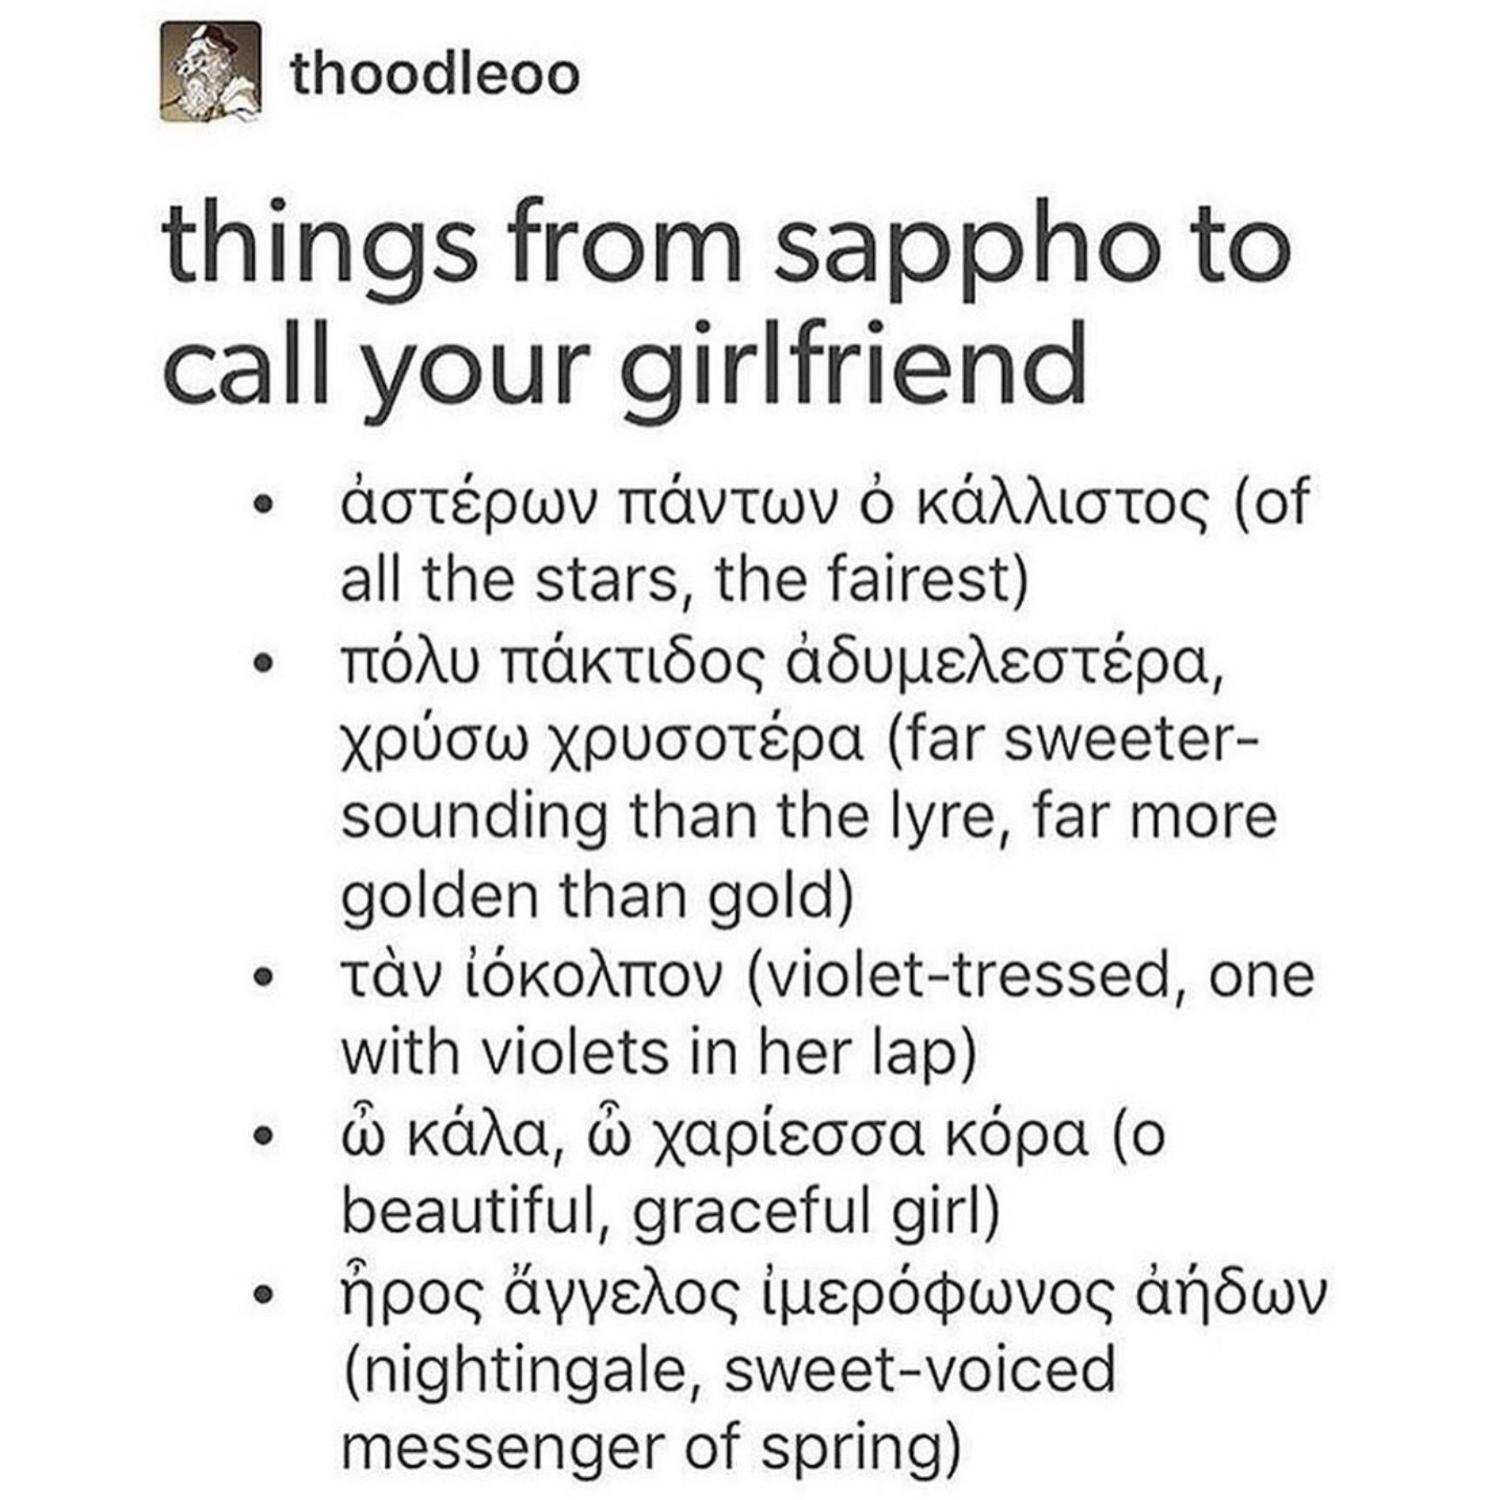 thoodleoo
things from sappho to
call your girlfriend
• ἀστέρων πάντων ὀ κάλλιστος (of
all the stars, the fairest)
• πόλυ πάκτιδος ἀδυμελεστέρα,
χρύσω χρυσοτέρα (far sweeter-
sounding than the lyre, far more
golden than gold)
• τὰν ἰόκολπον (violet-tressed, one
with violets in her lap)
• ὦ κάλα, ὦ χαρίεσσα κόρα (o
beautiful, graceful girl)
• ἦρος ἄγγελος ἰμερόφωνος ἀήδων
(nightingale, sweet-voiced
messenger of spring)